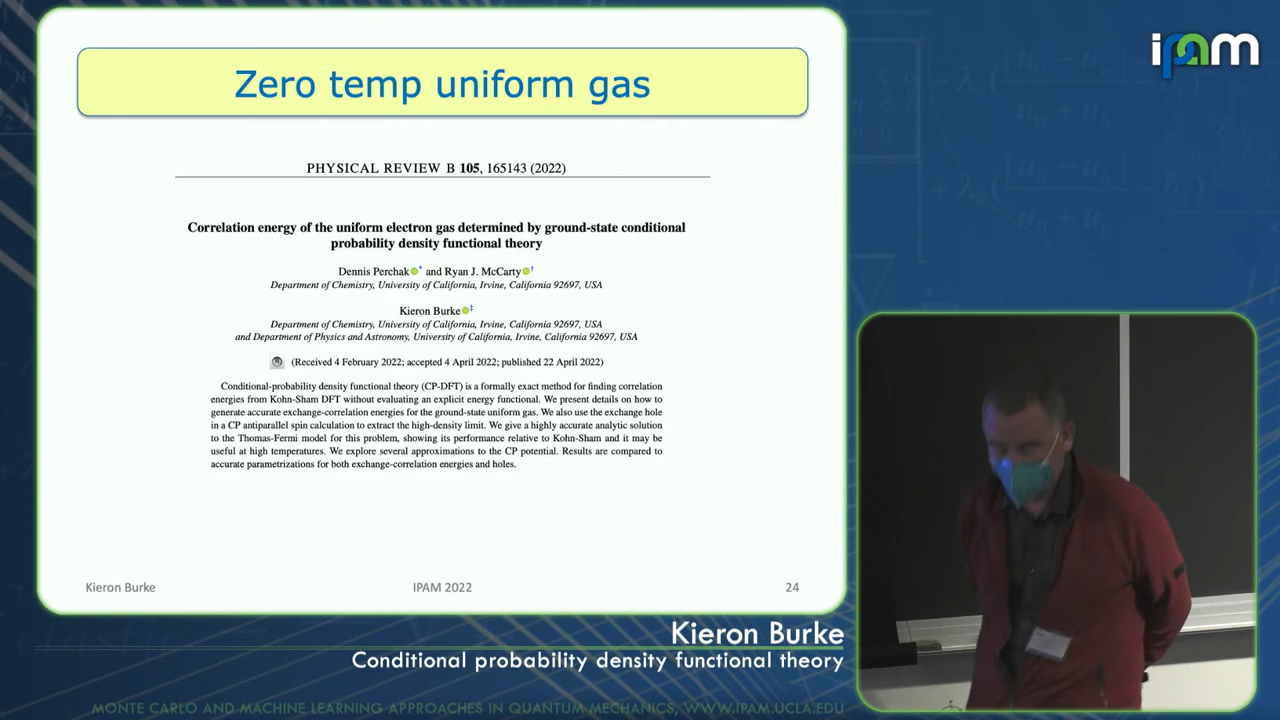 Zero temp uniform gas
PHYSICAL REVIEW B 105, 165143 (2022)
Correlation energy of the uniform electron gas determined by ground-state conditional
probability density functional theory
Dennis Perchak * and Ryan J. McCarty †
Department of Chemistry, University of California, Irvine, California 92697, USA
Kieron Burke ‡
Department of Chemistry, University of California, Irvine, California 92697, USA
and Department of Physics and Astronomy, University of California, Irvine, California 92697, USA
(Received 4 February 2022; accepted 4 April 2022; published 22 April 2022)
Conditional-probability density functional theory (CP-DFT) is a formally exact method for finding correlation
energies from Kohn-Sham DFT without evaluating an explicit energy functional. We present details on how to
generate accurate exchange-correlation energies for the ground-state uniform gas. We also use the exchange hole
in a CP antiparallel spin calculation to extract the high-density limit. We give a highly accurate analytic solution
to the Thomas-Fermi model for this problem, showing its performance relative to Kohn-Sham and it may be
useful at high temperatures. We explore several approximations to the CP potential. Results are compared to
accurate parametrizations for both exchange-correlation energies and holes.
Kieron Burke
IPAM 2022
24
ipam
Kieron Burke
Conditional probability density functional theory
MONTE CARLO AND MACHINE LEARNING APPROACHES IN QUANTUM MECHANICS, WWW.IPAM.UCLA.EDU